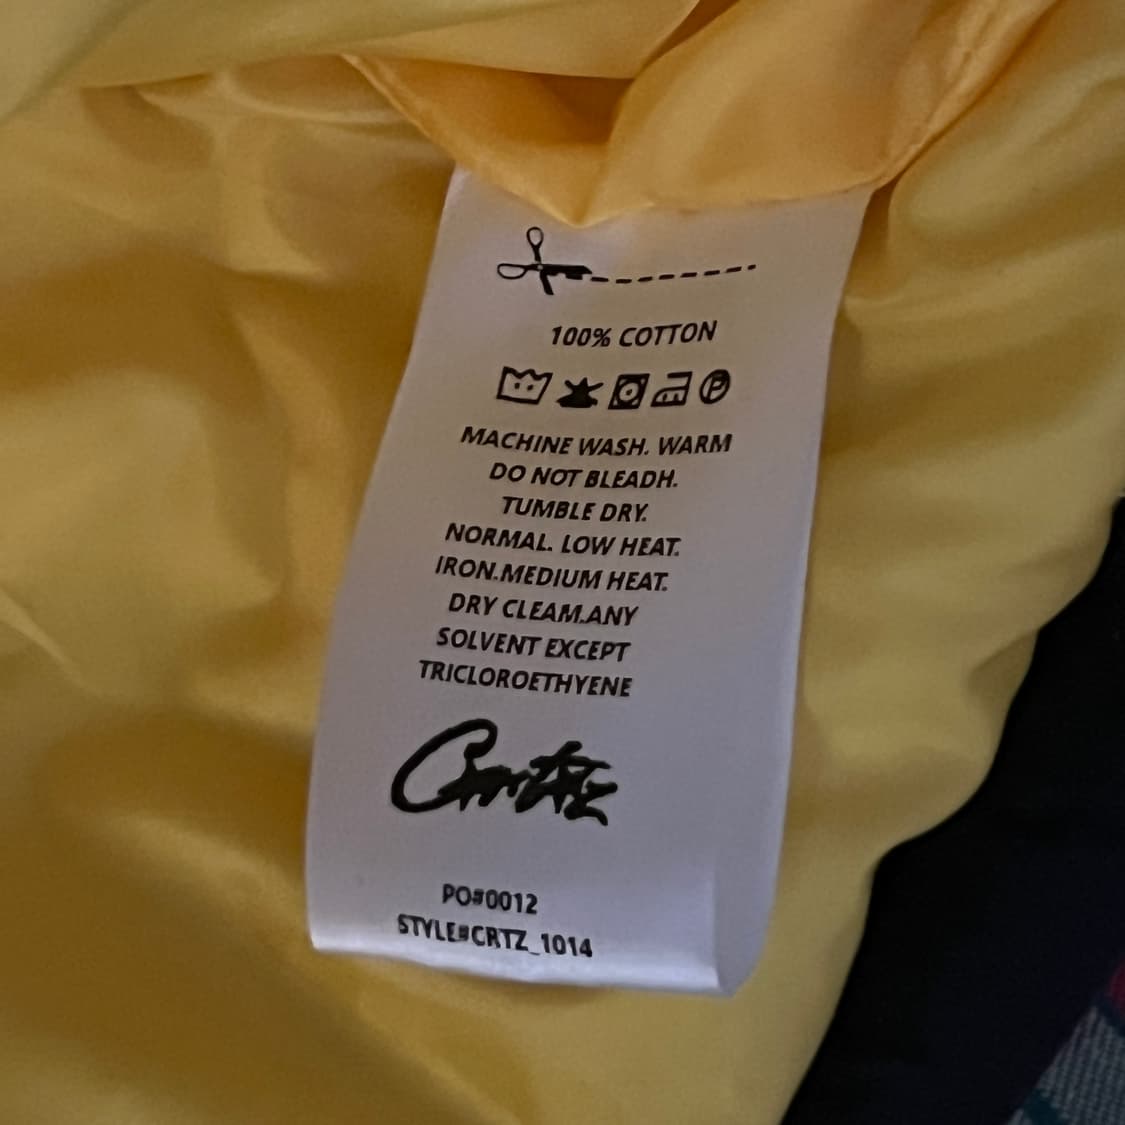 100% COTTON
MACHINE WASH. WARM
DO NOT BLEADH.
TUMBLE DRY.
NORMAL. LOW HEAT.
IRON.MEDIUM HEAT.
DRY CLEAM.ANY
SOLVENT EXCEPT
TRICLOROETHYENE
Crtz
PO#0012
STYLE#CRTZ_1014